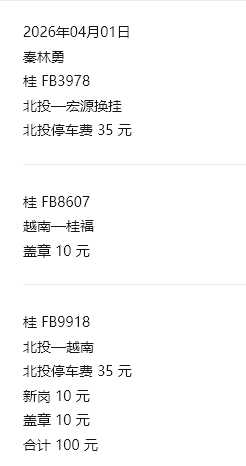 2026年04月01日
秦林勇
桂 FB3978
北投—宏源换挂
北投停车费 35 元
桂 FB8607
越南—桂福
盖章 10 元
桂 FB9918
北投—越南
北投停车费 35 元
新岗 10 元
盖章 10 元
合计 100 元